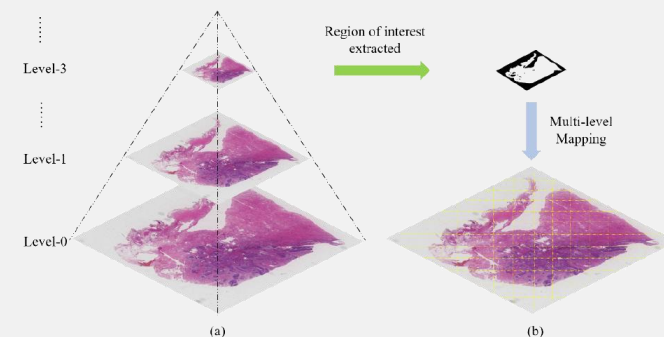 Level-3
Region of interest
extracted
Level-1
Multi-level
Mapping
Level-0
(a)
(b)